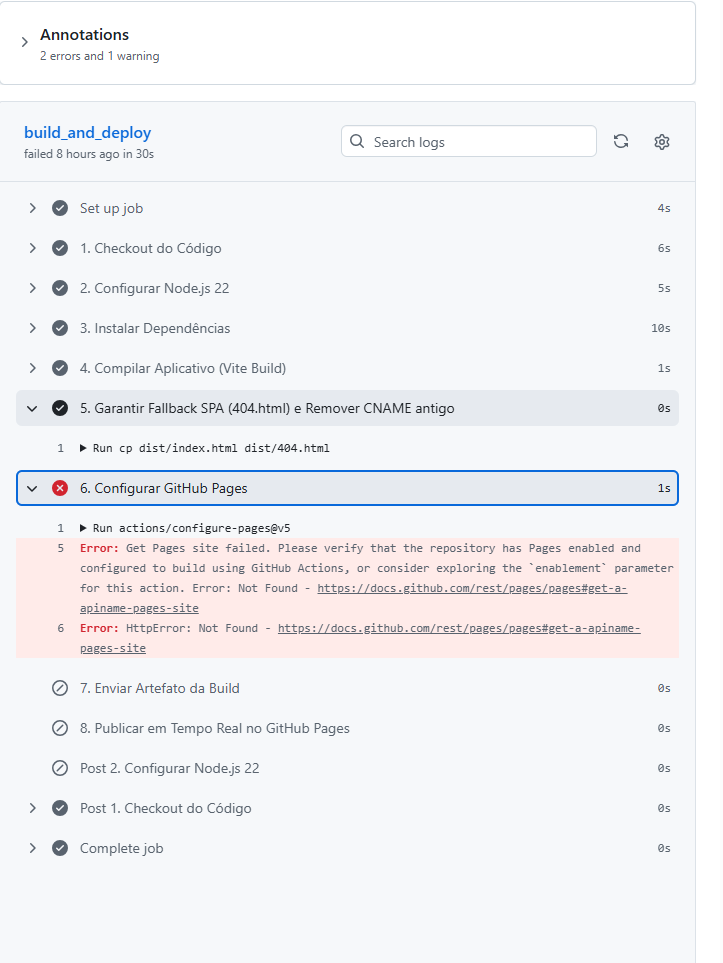 Annotations
2 errors and 1 warning
build_and_deploy
failed 8 hours ago in 30s
Search logs
Set up job 4s
1. Checkout do Código 6s
2. Configurar Node.js 22 5s
3. Instalar Dependências 10s
4. Compilar Aplicativo (Vite Build) 1s
5. Garantir Fallback SPA (404.html) e Remover CNAME antigo 0s
1 Run cp dist/index.html dist/404.html
6. Configurar GitHub Pages 1s
1 Run actions/configure-pages@v5
5 Error: Get Pages site failed. Please verify that the repository has Pages enabled and
configured to build using GitHub Actions, or consider exploring the `enablement` parameter
for this action. Error: Not Found - https://docs.github.com/rest/pages/pages#get-a-
apiname-pages-site
6 Error: HttpError: Not Found - https://docs.github.com/rest/pages/pages#get-a-apiname-
pages-site
7. Enviar Artefato da Build 0s
8. Publicar em Tempo Real no GitHub Pages 0s
Post 2. Configurar Node.js 22 0s
Post 1. Checkout do Código 0s
Complete job 0s